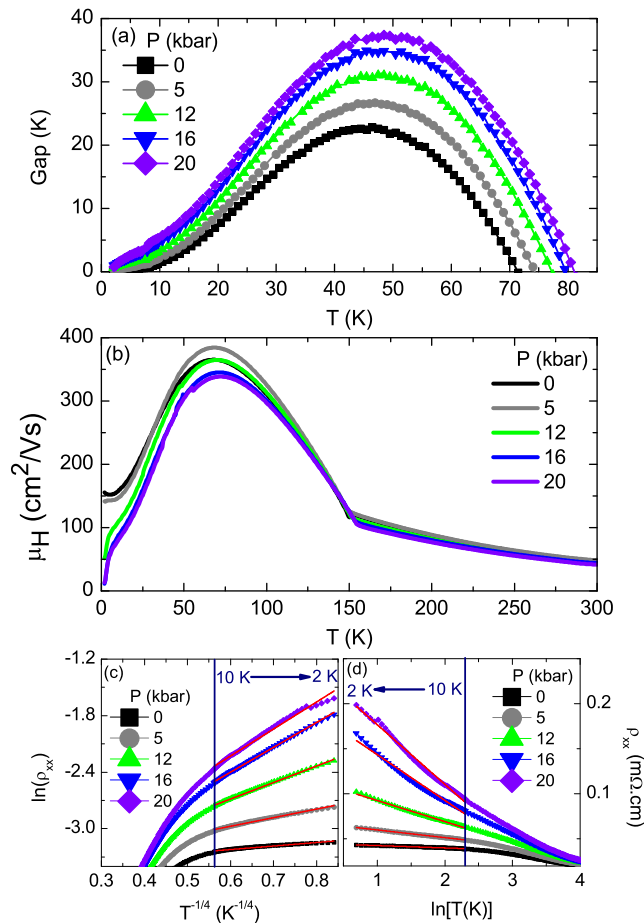 (a)
P (kbar)
0
5
12
16
20
Gap (K)
40
30
20
10
0
0 10 20 30 40 50 60 70 80
T (K)
(b)
P (kbar)
0
5
12
16
20
μH (cm²/Vs)
400
300
200
100
0
0 50 100 150 200 250 300
T (K)
(c)
P (kbar)
0
5
12
16
20
10 K 2 K
ln(ρxx)
-1.2
-1.8
-2.4
-3.0
0.3 0.4 0.5 0.6 0.7 0.8
T-1/4 (K-1/4)
(d)
2 K 10 K
P (kbar)
0
5
12
16
20
0.2
0.1
ρxx (mΩ.cm)
1 2 3 4
ln[T(K)]